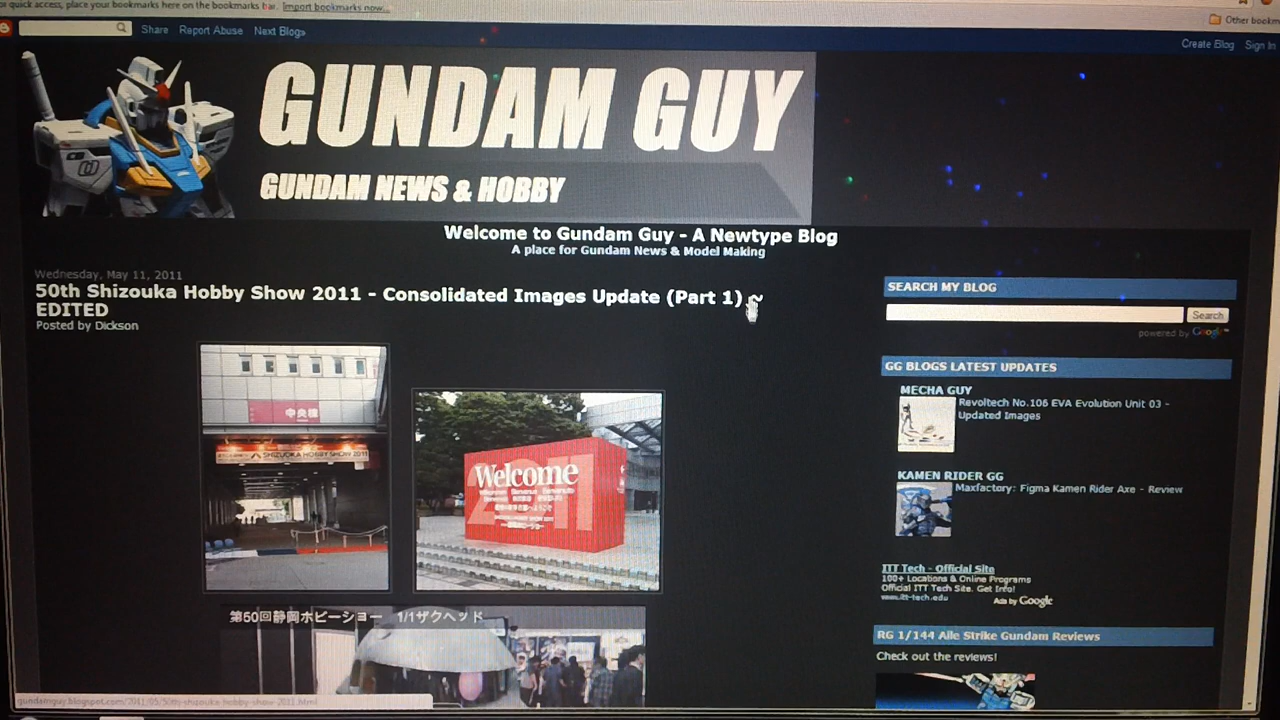 or quick access, place your bookmarks here on the bookmarks bar. Import bookmarks now...
Other bookm
Share Report Abuse Next Blog»
Create Blog Sign In
GUNDAM GUY
GUNDAM NEWS & HOBBY
Welcome to Gundam Guy - A Newtype Blog
A place for Gundam News & Model Making
Wednesday, May 11, 2011
50th Shizouka Hobby Show 2011 - Consolidated Images Update (Part 1) ~
EDITED
Posted by Dickson
中央棟
SHIZUOKA HOBBY SHOW 2011
Welcome
2011
第50回静岡ホビーショー 1/1ザクヘッド
SEARCH MY BLOG
Search
powered by Google™
GG BLOGS LATEST UPDATES
MECHA GUY
Revoltech No.106 EVA Evolution Unit 03 -
Updated Images
KAMEN RIDER GG
Maxfactory: Figma Kamen Rider Axe - Review
ITT Tech - Official Site
100+ Locations & Online Programs
Official ITT Tech Site. Get Info!
www.itt-tech.edu
Ads by Google
RG 1/144 Aile Strike Gundam Reviews
Check out the reviews!
gundamguy.blogspot.com/2011/05/50th-shizouka-hobby-show-2011.html